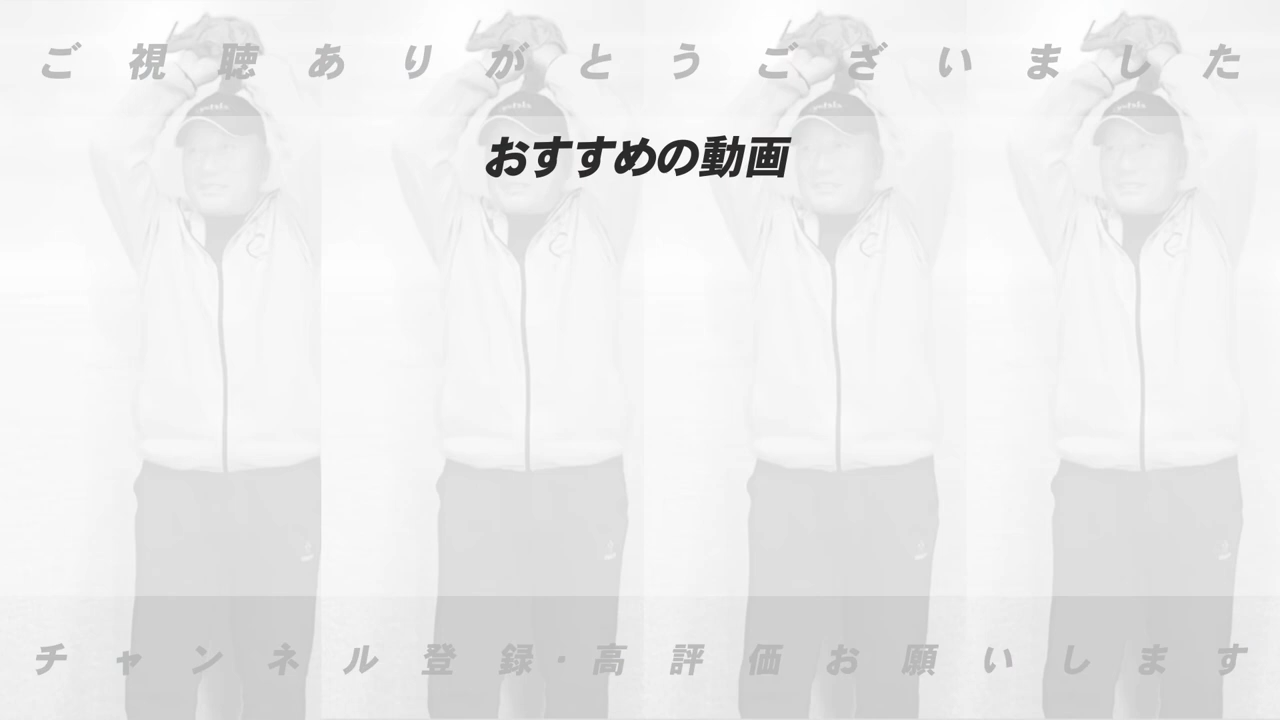 ご視聴ありがとうございました
おすすめの動画
チャンネル登録・高評価お願いします